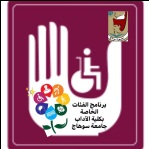 برنامج الفئات
الخاصة
بكلية الآداب
جامعة سوهاج